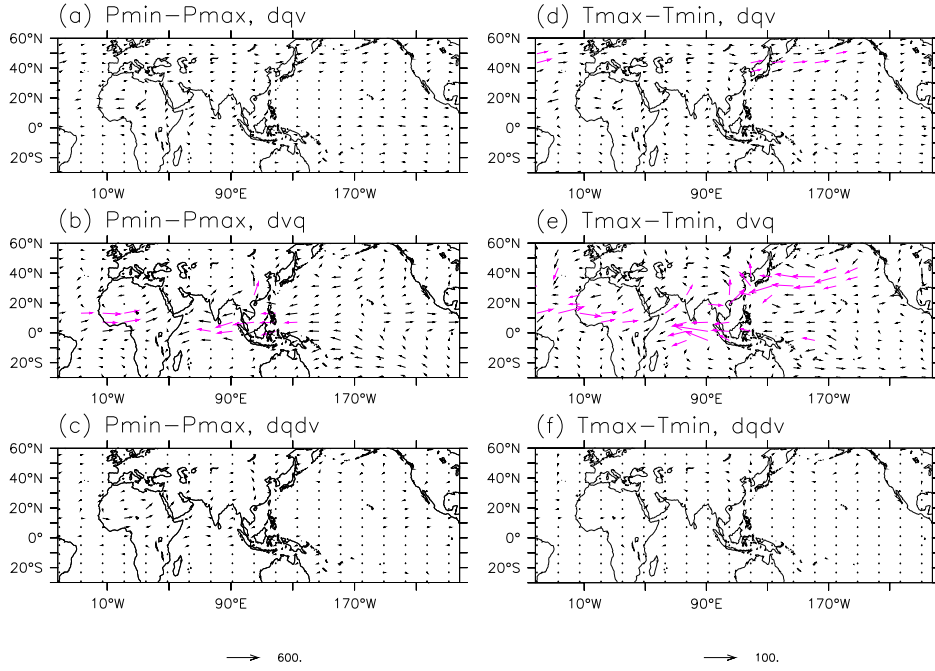 (a) Pmin−Pmax, dqv
60°N
40°N
20°N
0°
20°S
10°W 90°E 170°W
(d) Tmax−Tmin, dqv
60°N
40°N
20°N
0°
20°S
10°W 90°E 170°W
(b) Pmin−Pmax, dvq
60°N
40°N
20°N
0°
20°S
10°W 90°E 170°W
(e) Tmax−Tmin, dvq
60°N
40°N
20°N
0°
20°S
10°W 90°E 170°W
(c) Pmin−Pmax, dqdv
60°N
40°N
20°N
0°
20°S
10°W 90°E 170°W
(f) Tmax−Tmin, dqdv
60°N
40°N
20°N
0°
20°S
10°W 90°E 170°W
600.
100.